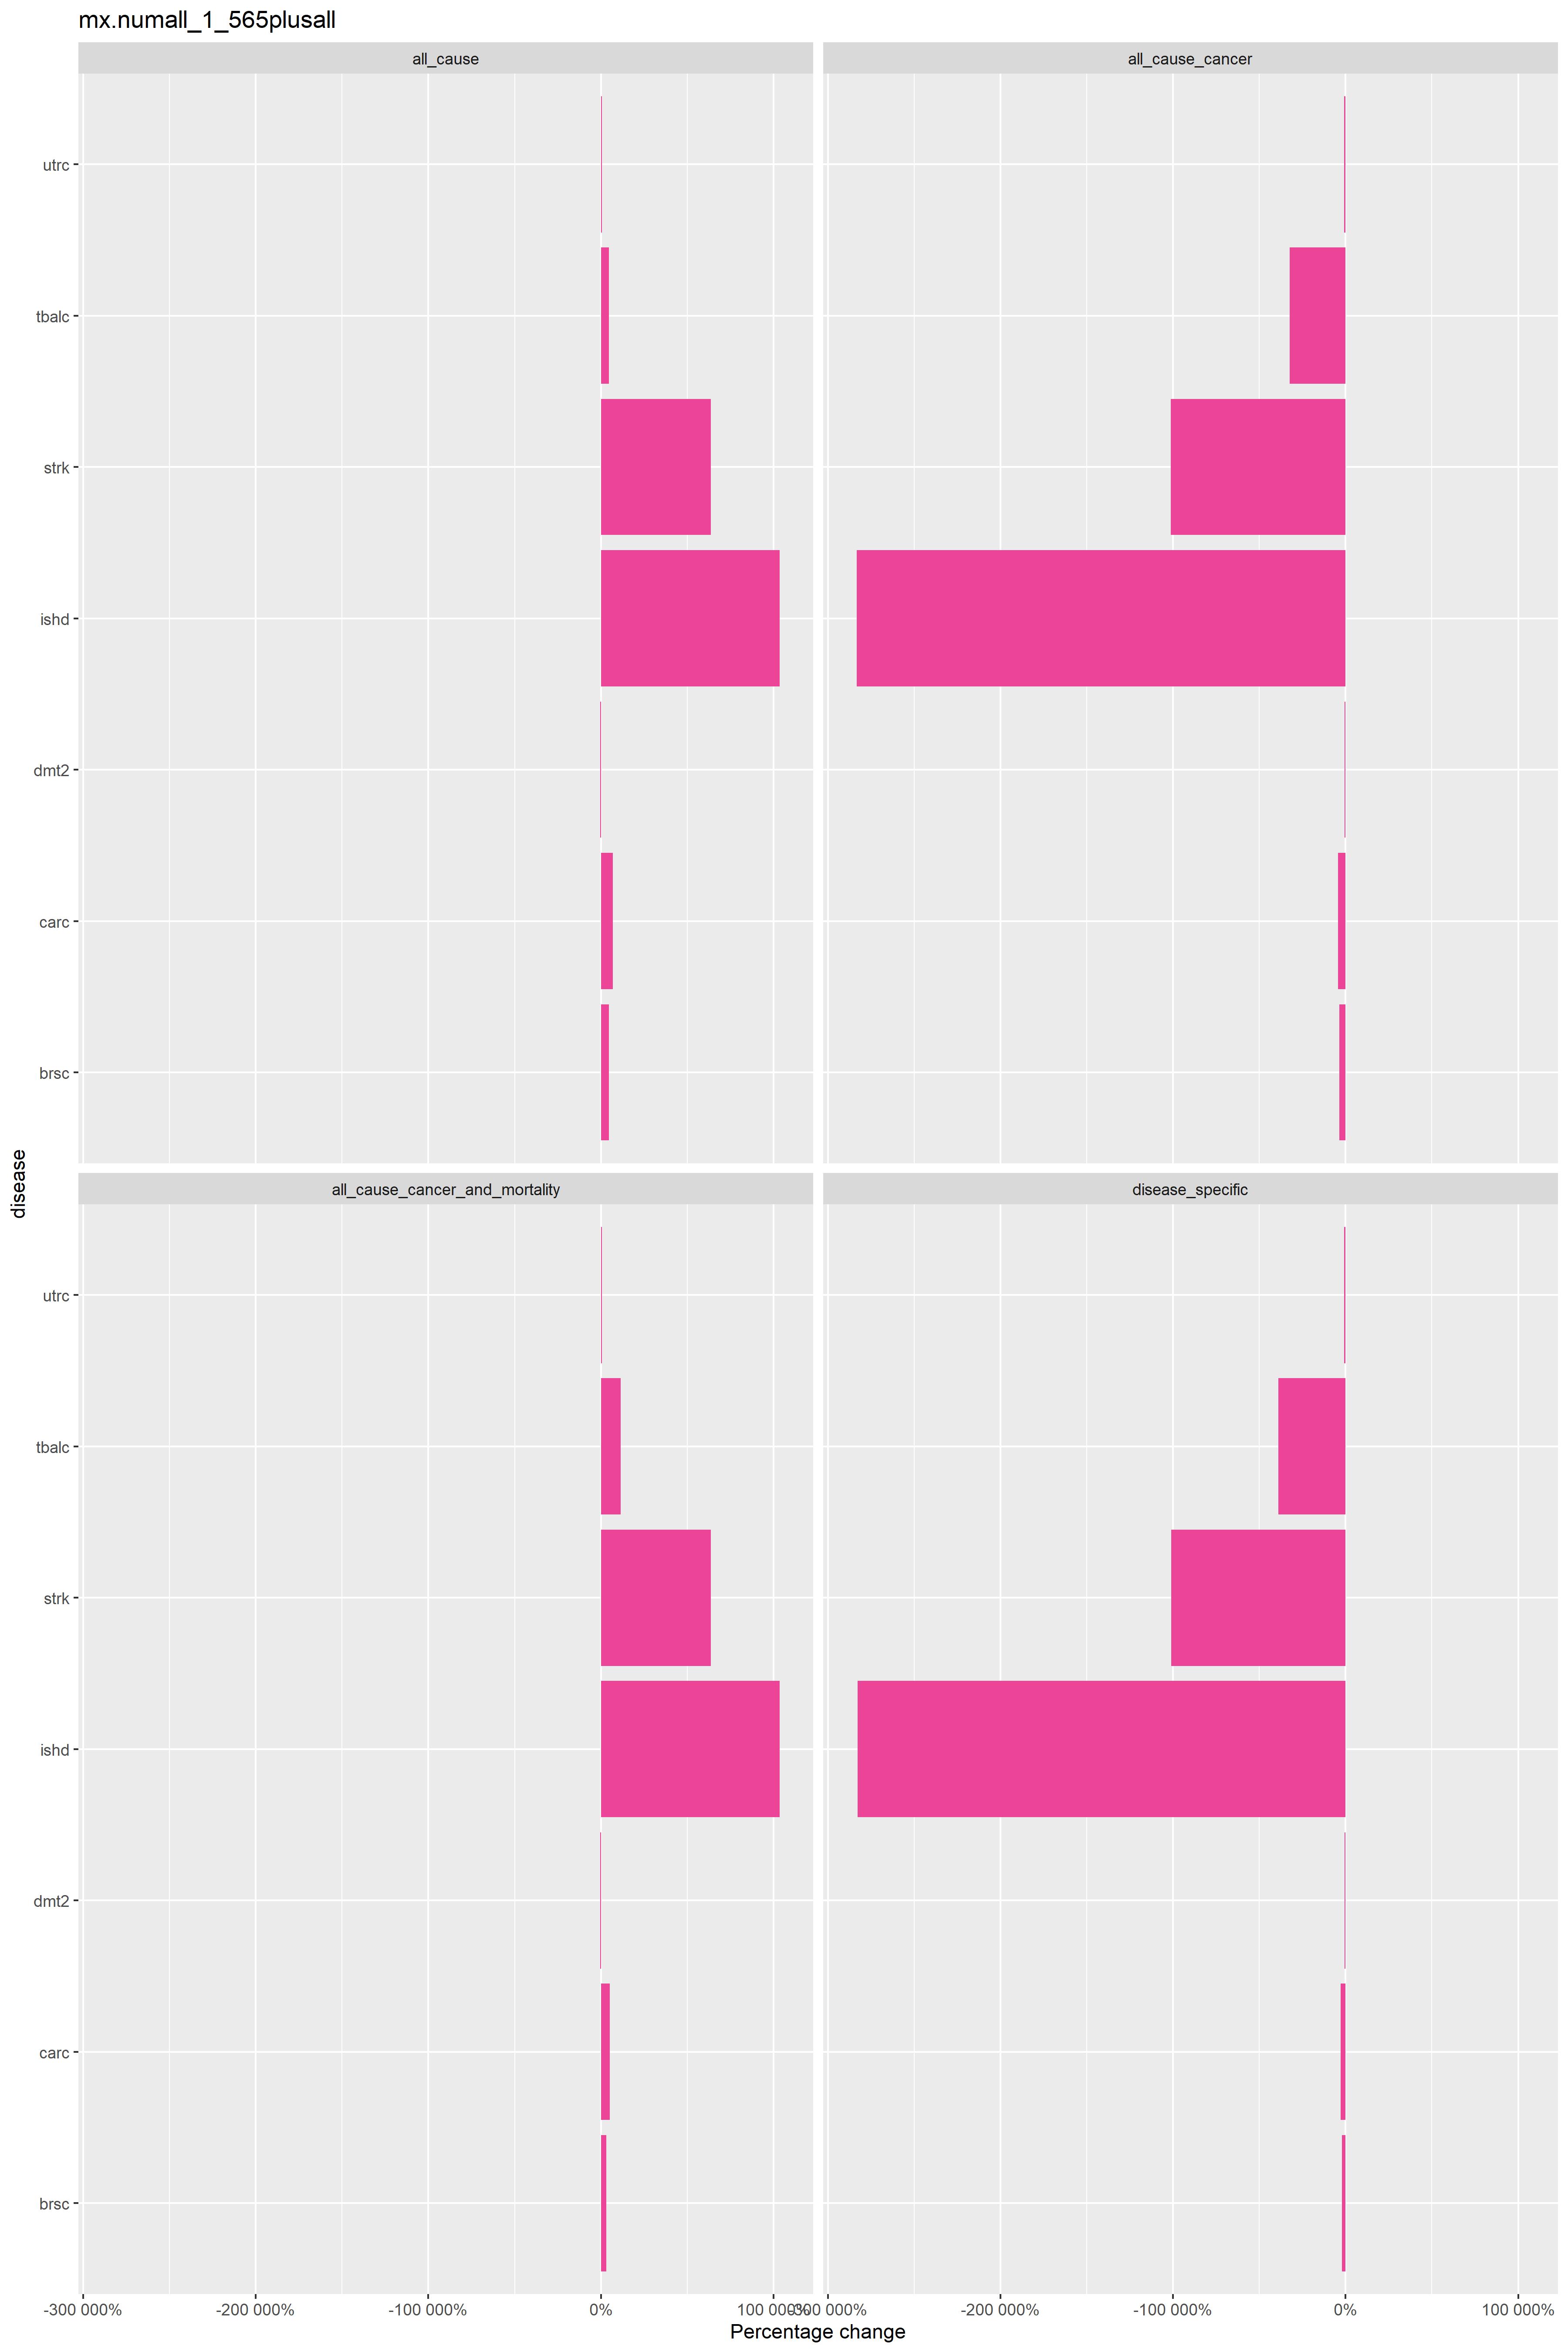 mx.numall_1_565plusall
all_cause
all_cause_cancer
utrc
tbalc
strk
ishd
dmt2
carc
brsc
disease
all_cause_cancer_and_mortality
disease_specific
utrc
tbalc
strk
ishd
dmt2
carc
brsc
-300 000% -200 000% -100 000% 0% 100 000% -300 000% -200 000% -100 000% 0% 100 000%
Percentage change